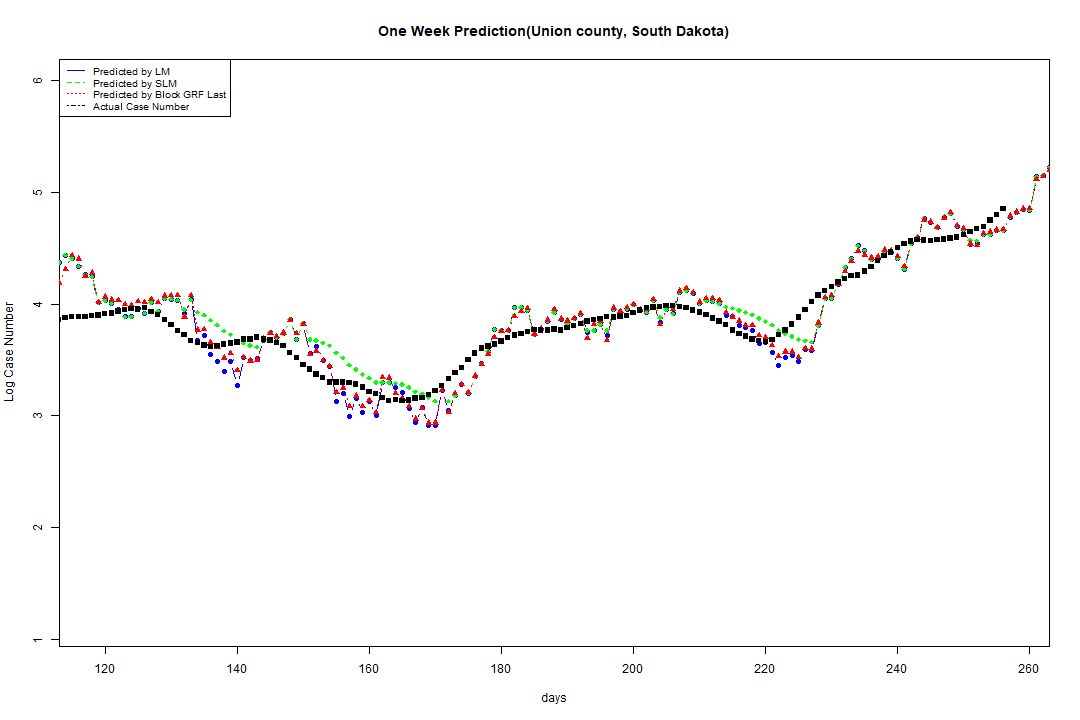 One Week Prediction(Union county, South Dakota)
Predicted by LM
Predicted by SLM
Predicted by Block GRF Last
Actual Case Number
6
5
4
3
2
1
Log Case Number
120 140 160 180 200 220 240 260
days